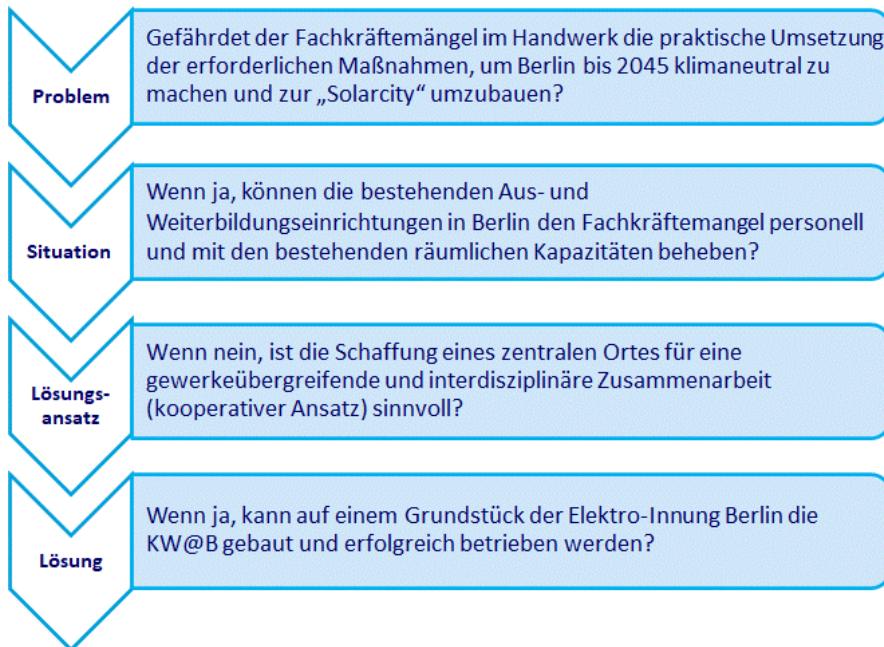 Gefährdet der Fachkräftemängel im Handwerk die praktische Umsetzung
der erforderlichen Maßnahmen, um Berlin bis 2045 klimaneutral zu
machen und zur „Solarcity“ umzubauen?
Problem
Wenn ja, können die bestehenden Aus- und
Weiterbildungseinrichtungen in Berlin den Fachkräftemangel personell
und mit den bestehenden räumlichen Kapazitäten beheben?
Situation
Wenn nein, ist die Schaffung eines zentralen Ortes für eine
gewerkeübergreifende und interdisziplinäre Zusammenarbeit
(kooperativer Ansatz) sinnvoll?
Lösungs-
ansatz
Wenn ja, kann auf einem Grundstück der Elektro-Innung Berlin die
KW@B gebaut und erfolgreich betrieben werden?
Lösung